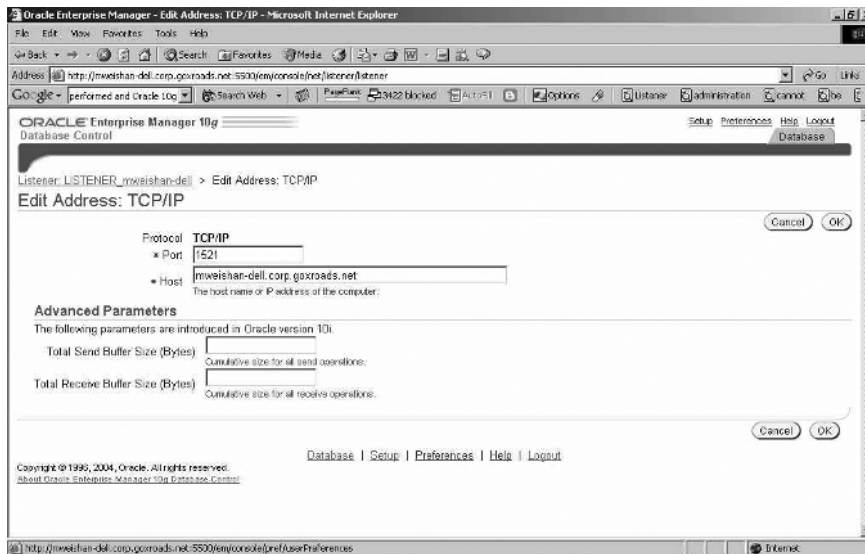 Oracle Enterprise Manager - Edit Address: TCP/IP - Microsoft Internet Explorer
File Edit View Favorites Tools Help
Back Search Favorites Media
Address http://mweishan-dell.corp.goxroads.net:5500/em/console/net/listener/listener Go Links
Google performed and Oracle 10g Search Web PageRank 3422 blocked AutoFill Options Listener administration cannot be
ORACLE Enterprise Manager 10g
Database Control
Setup Preferences Help Logout
Database
Listener: LISTENER_mweishan-dell > Edit Address: TCP/IP
Edit Address: TCP/IP
Cancel OK
Protocol TCP/IP
* Port 1521
* Host mweishan-dell.corp.goxroads.net
The host name or IP address of the computer.
Advanced Parameters
The following parameters are introduced in Oracle version 10i.
Total Send Buffer Size (Bytes)
Cumulative size for all send operations.
Total Receive Buffer Size (Bytes)
Cumulative size for all receive operations.
Cancel OK
Database | Setup | Preferences | Help | Logout
Copyright © 1996, 2004, Oracle. All rights reserved.
About Oracle Enterprise Manager 10g Database Control
http://mweishan-dell.corp.goxroads.net:5500/em/console/pref/userPreferences Internet